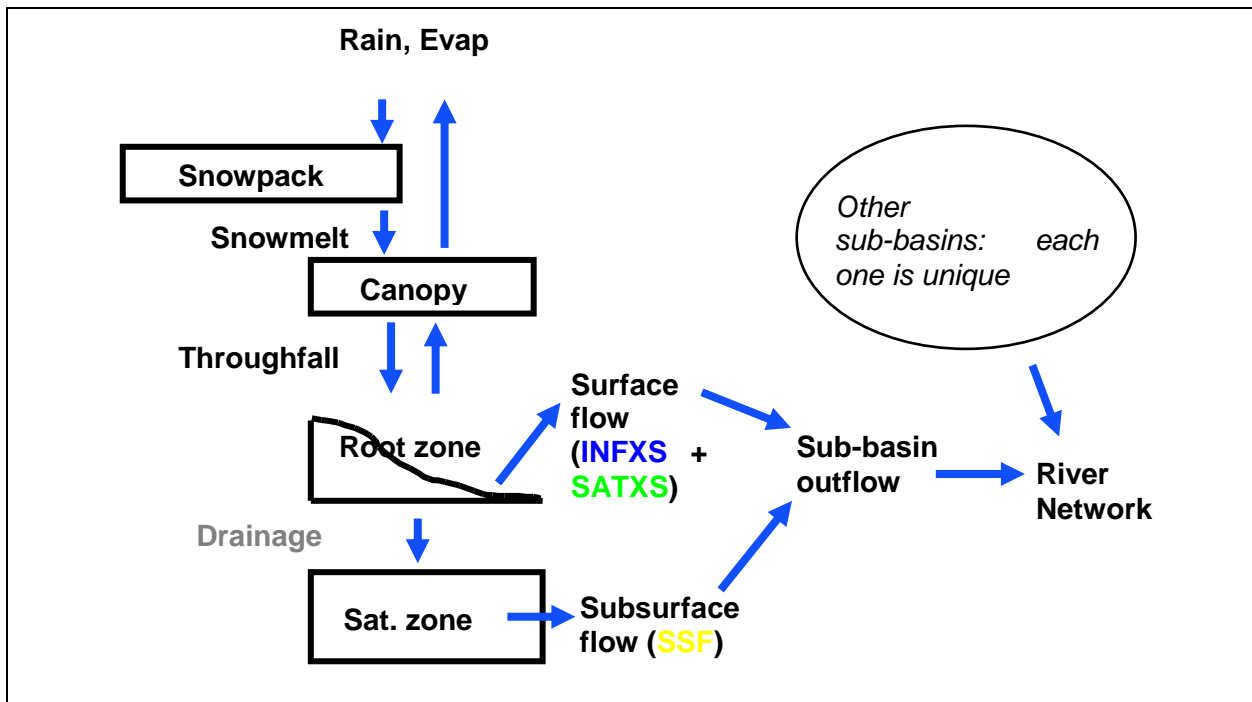 Rain, Evap
Snowpack
Snowmelt
Canopy
Throughfall
Root zone
Surface
flow
(INFXS +
SATXS)
Drainage
Sat. zone
Subsurface
flow (SSF)
Sub-basin
outflow
Other
sub-basins: each
one is unique
River
Network